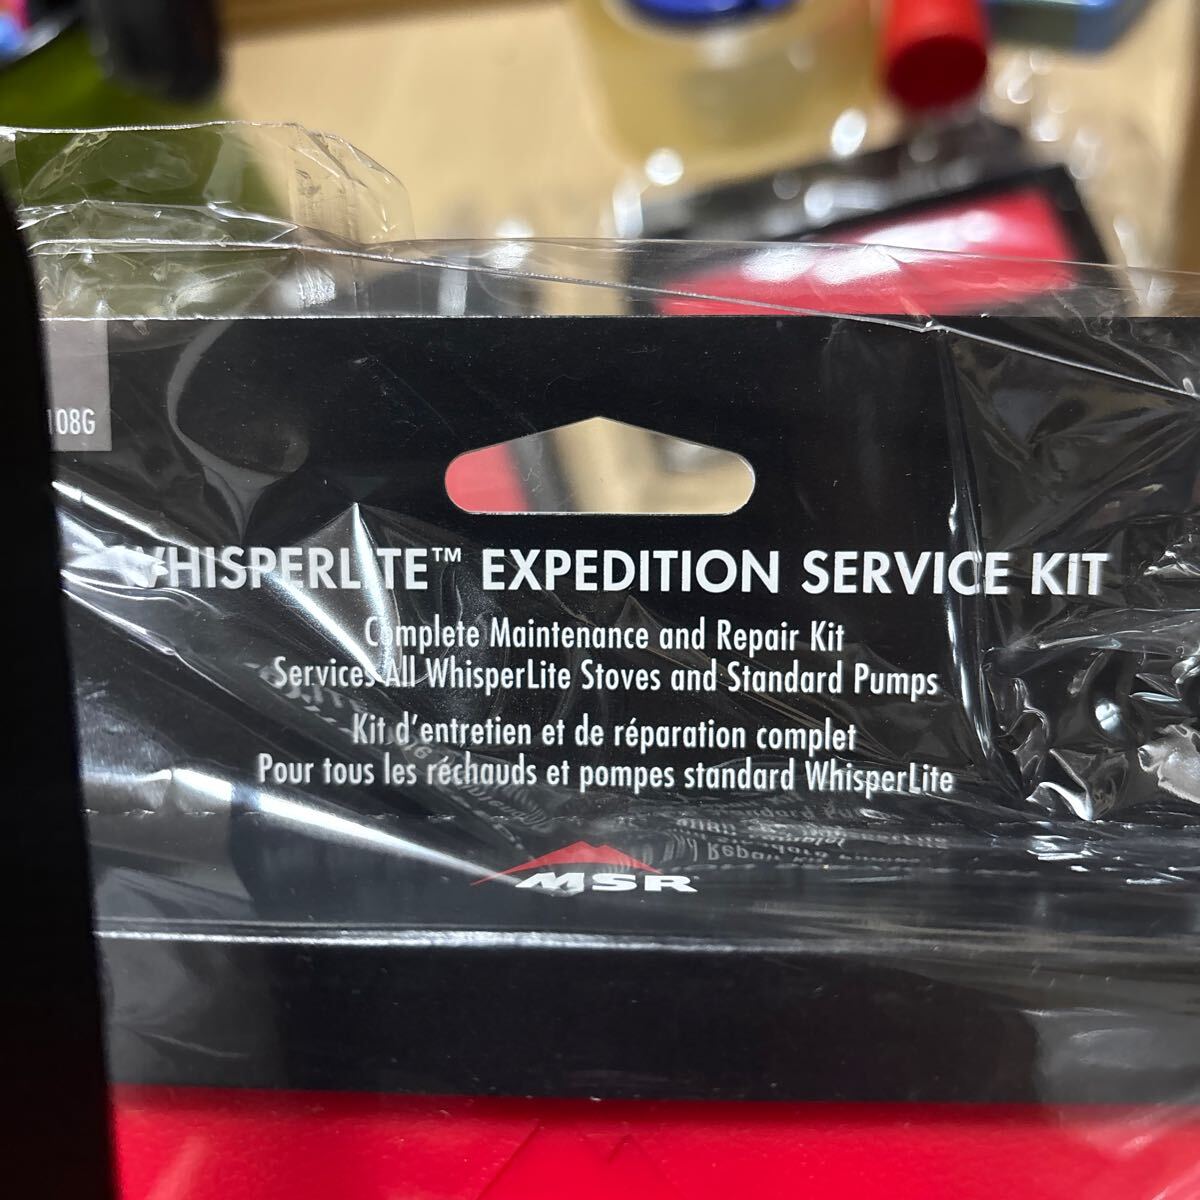 108G
WHISPERLITE™ EXPEDITION SERVICE KIT
Complete Maintenance and Repair Kit
Services All WhisperLite Stoves and Standard Pumps
Kit d'entretien et de réparation complet
Pour tous les réchauds et pompes standard WhisperLite
MSR